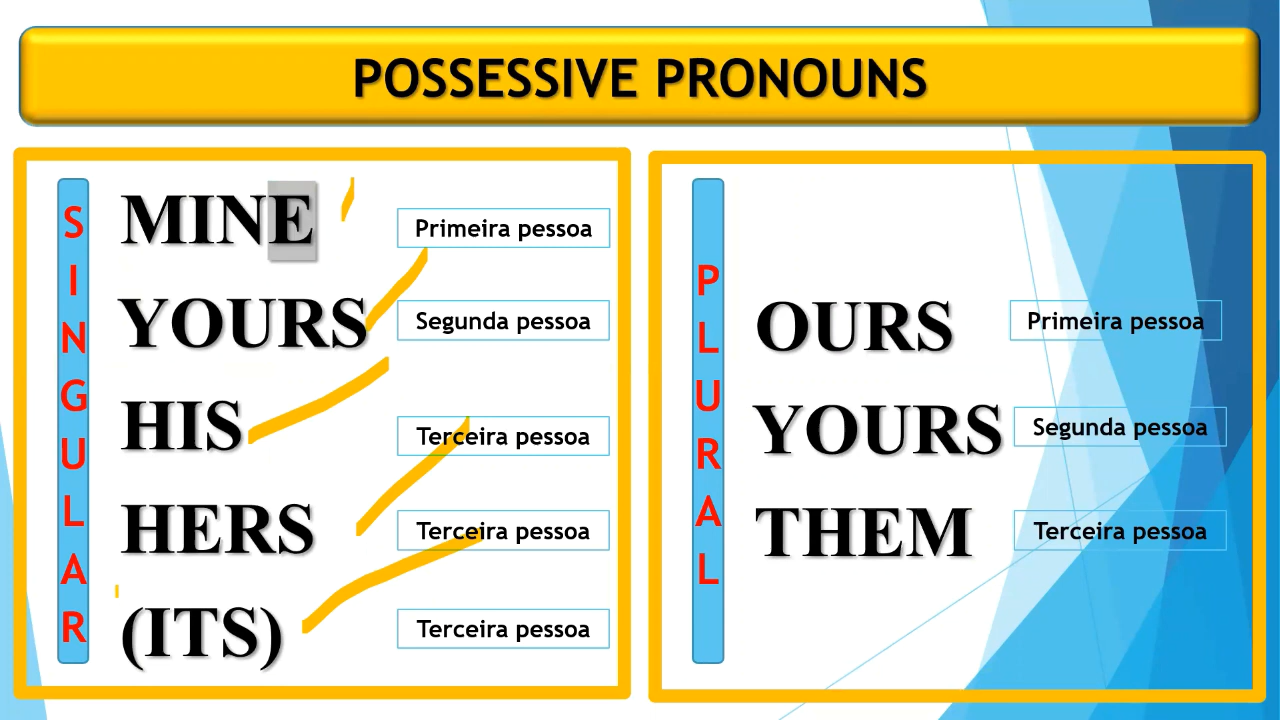 POSSESSIVE PRONOUNS
SINGULAR
MINE
Primeira pessoa
YOURS
Segunda pessoa
HIS
Terceira pessoa
HERS
Terceira pessoa
(ITS)
Terceira pessoa
PLURAL
OURS
Primeira pessoa
YOURS
Segunda pessoa
THEM
Terceira pessoa